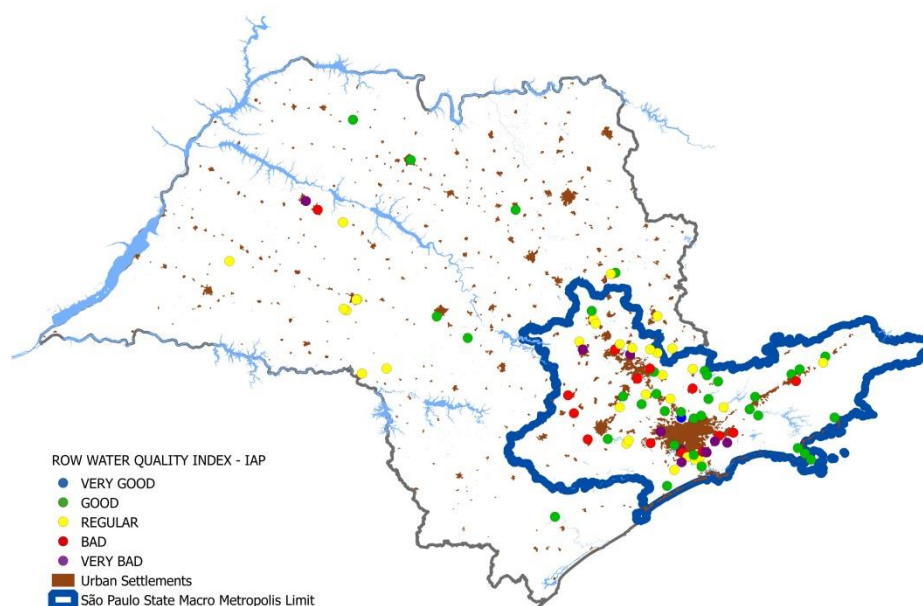 ROW WATER QUALITY INDEX - IAP
VERY GOOD
GOOD
REGULAR
BAD
VERY BAD
Urban Settlements
São Paulo State Macro Metropolis Limit